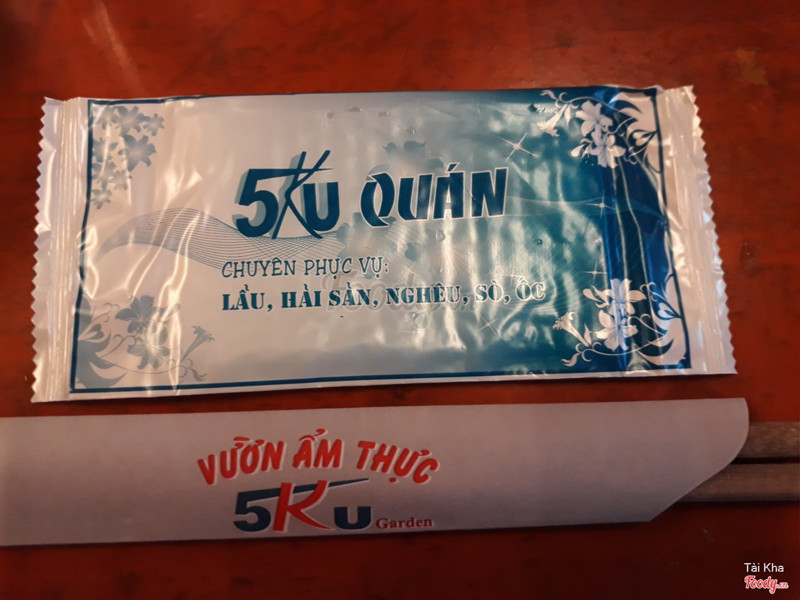 5Ku QUÁN
CHUYÊN PHỤC VỤ:
LẨU, HẢI SẢN, NGHÊU, SÒ, ỐC
VƯỜN ẨM THỰC
5Ku Garden
Tài Kha
Foody.vn